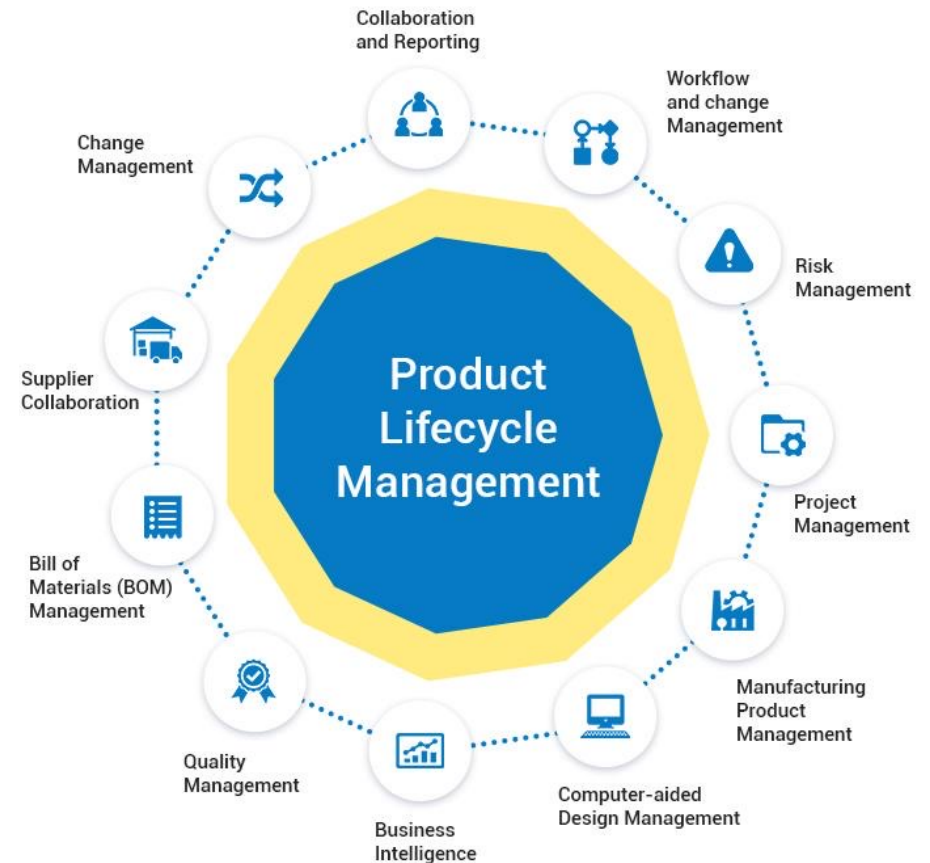 Collaboration
and Reporting
Workflow
and change
Management
Change
Management
Risk
Management
Product
Lifecycle
Management
Supplier
Collaboration
Project
Management
Bill of
Materials (BOM)
Management
Manufacturing
Product
Management
Quality
Management
Computer-aided
Design Management
Business
Intelligence